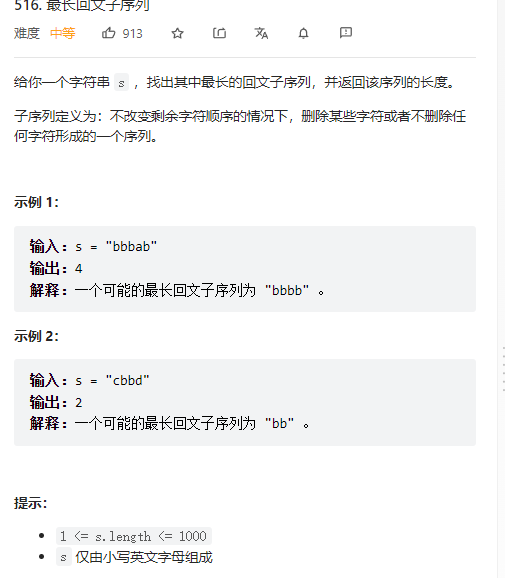 516. 最长回文子序列
难度 中等 913
给你一个字符串 s ，找出其中最长的回文子序列，并返回该序列的长度。
子序列定义为：不改变剩余字符顺序的情况下，删除某些字符或者不删除任
何字符形成的一个序列。
示例 1：
输入：s = "bbbab"
输出：4
解释：一个可能的最长回文子序列为 "bbbb" 。
示例 2：
输入：s = "cbbd"
输出：2
解释：一个可能的最长回文子序列为 "bb" 。
提示：
1 <= s.length <= 1000
s 仅由小写英文字母组成